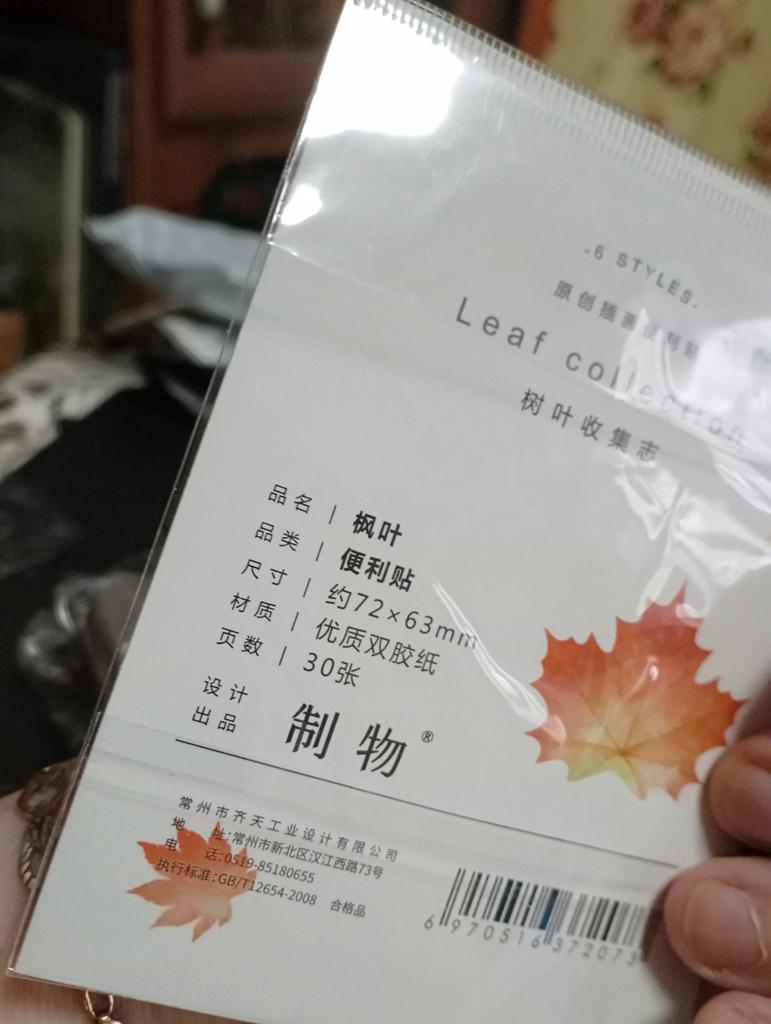 -6 STYLES-
原创插画便利贴
Leaf collection
树叶收集志
品名 | 枫叶
品类 | 便利贴
尺寸 | 约72×63mm
材质 | 优质双胶纸
页数 | 30张
设计
出品
制物®
常州市齐天工业设计有限公司
地 址:常州市新北区汉江西路73号
电 话:0519-85180655
执行标准:GB/T12654-2008 合格品
6970516372073